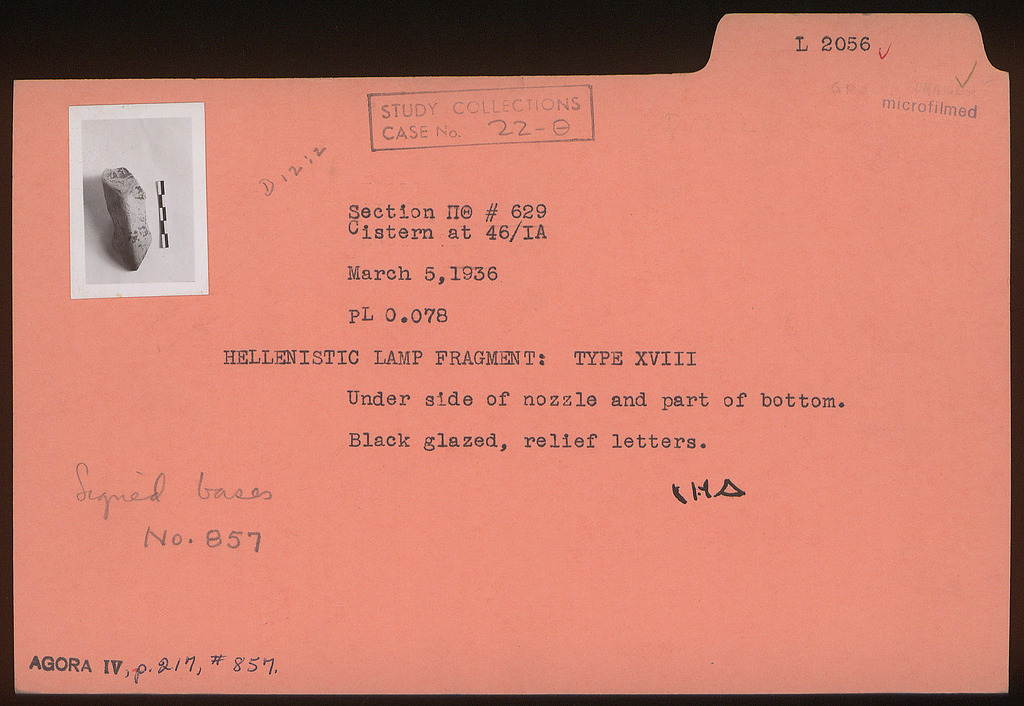 L 2056
microfilmed
STUDY COLLECTIONS
CASE No. 22-Θ
D 12:2
Section ΠΘ # 629
Cistern at 46/ΙΑ
March 5,1936
pL 0.078
HELLENISTIC LAMP FRAGMENT: TYPE XVIII
Under side of nozzle and part of bottom.
Black glazed, relief letters.
Signed bases
No. 857
AGORA IV, p. 217, # 857.